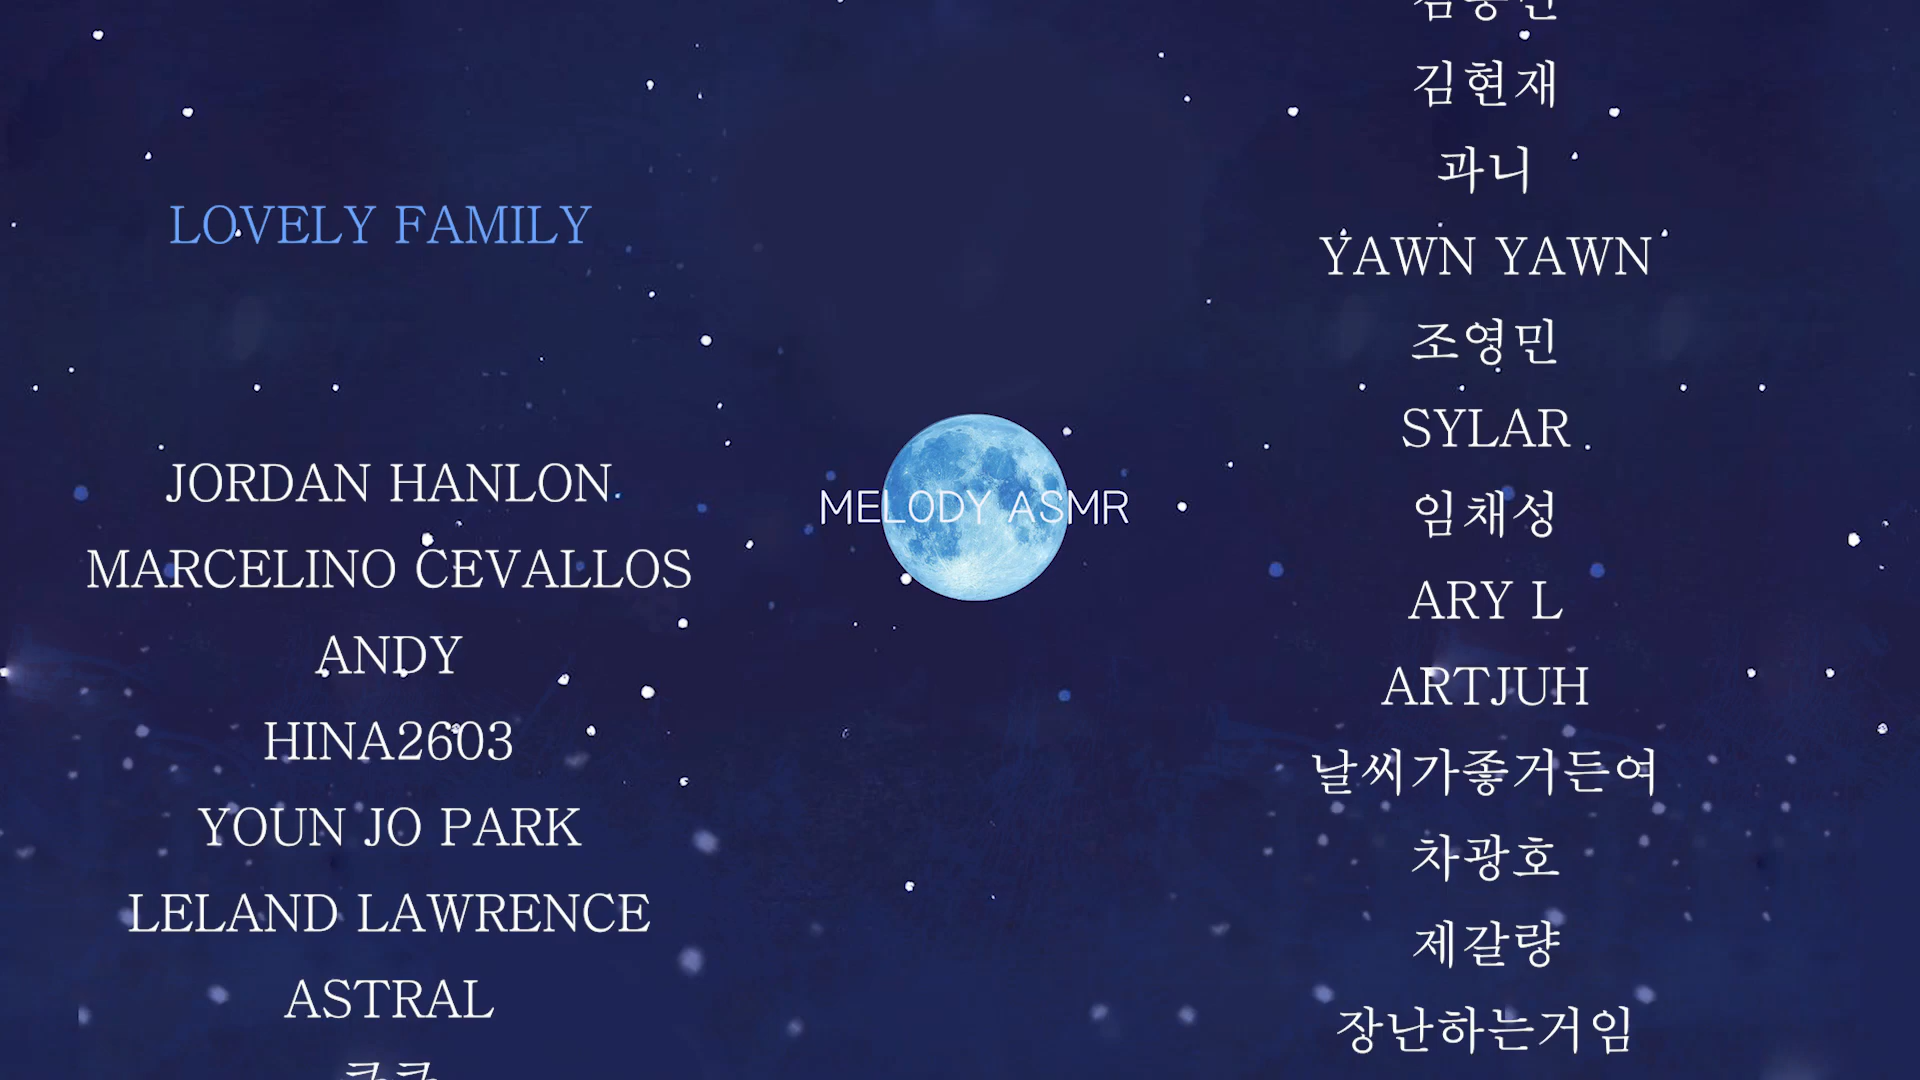 LOVELY FAMILY
JORDAN HANLON
MARCELINO CEVALLOS
ANDY
HINA2603
YOUN JO PARK
LELAND LAWRENCE
ASTRAL
MELODY ASMR
김현재
과니
YAWN YAWN
조영민
SYLAR
임채성
ARY L
ARTJUH
날씨가좋거든여
차광호
제갈량
장난하는거임